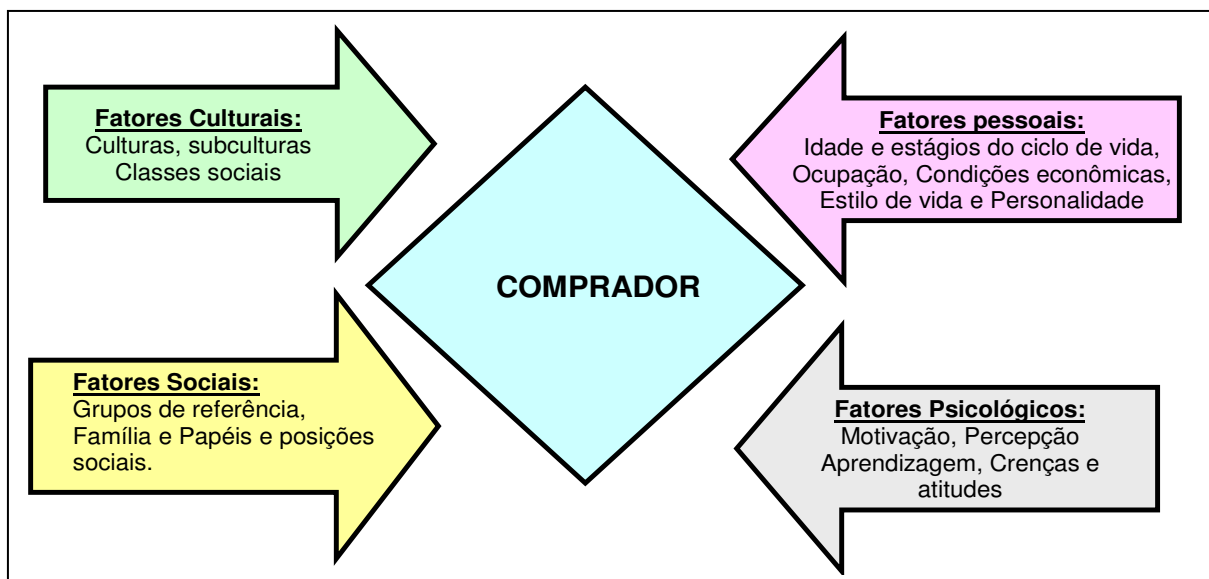 Fatores Culturais:
Culturas, subculturas
Classes sociais
Fatores pessoais:
Idade e estágios do ciclo de vida,
Ocupação, Condições econômicas,
Estilo de vida e Personalidade
COMPRADOR
Fatores Sociais:
Grupos de referência,
Família e Papéis e posições
sociais.
Fatores Psicológicos:
Motivação, Percepção
Aprendizagem, Crenças e
atitudes